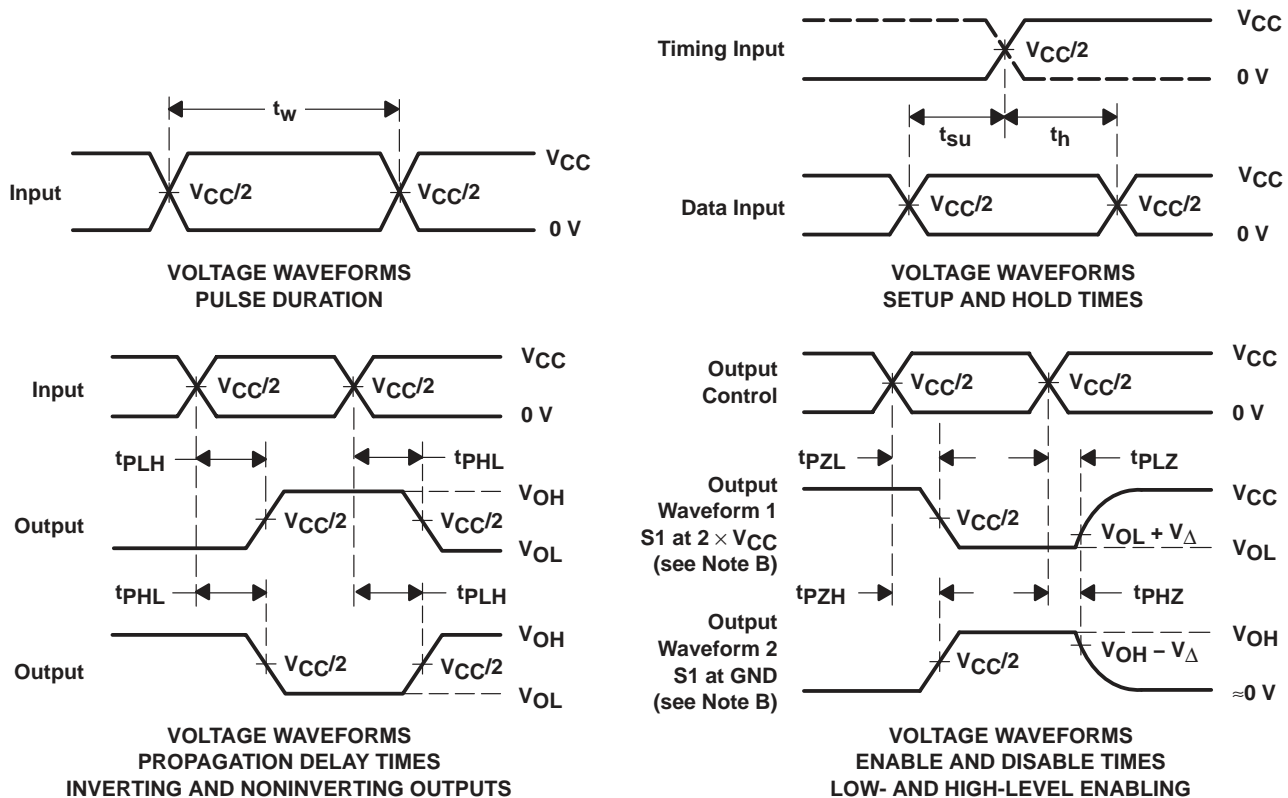 tw
VCC
Input VCC/2 VCC/2
0 V
VOLTAGE WAVEFORMS
PULSE DURATION
VCC
Timing Input VCC/2
0 V
tsu th
VCC
Data Input VCC/2 VCC/2
0 V
VOLTAGE WAVEFORMS
SETUP AND HOLD TIMES
VCC
Input VCC/2 VCC/2
0 V
tPLH tPHL
VOH
Output VCC/2 VCC/2
VOL
tPHL tPLH
VOH
Output VCC/2 VCC/2
VOL
VOLTAGE WAVEFORMS
PROPAGATION DELAY TIMES
INVERTING AND NONINVERTING OUTPUTS
Output
Control
VCC
VCC/2 VCC/2
0 V
tPZL tPLZ
Output
Waveform 1
S1 at 2 × VCC
(see Note B)
VCC
VCC/2 VOL + VΔ
VOL
tPZH tPHZ
Output
Waveform 2
S1 at GND
(see Note B)
VOH
VCC/2 VOH − VΔ
≈0 V
VOLTAGE WAVEFORMS
ENABLE AND DISABLE TIMES
LOW- AND HIGH-LEVEL ENABLING